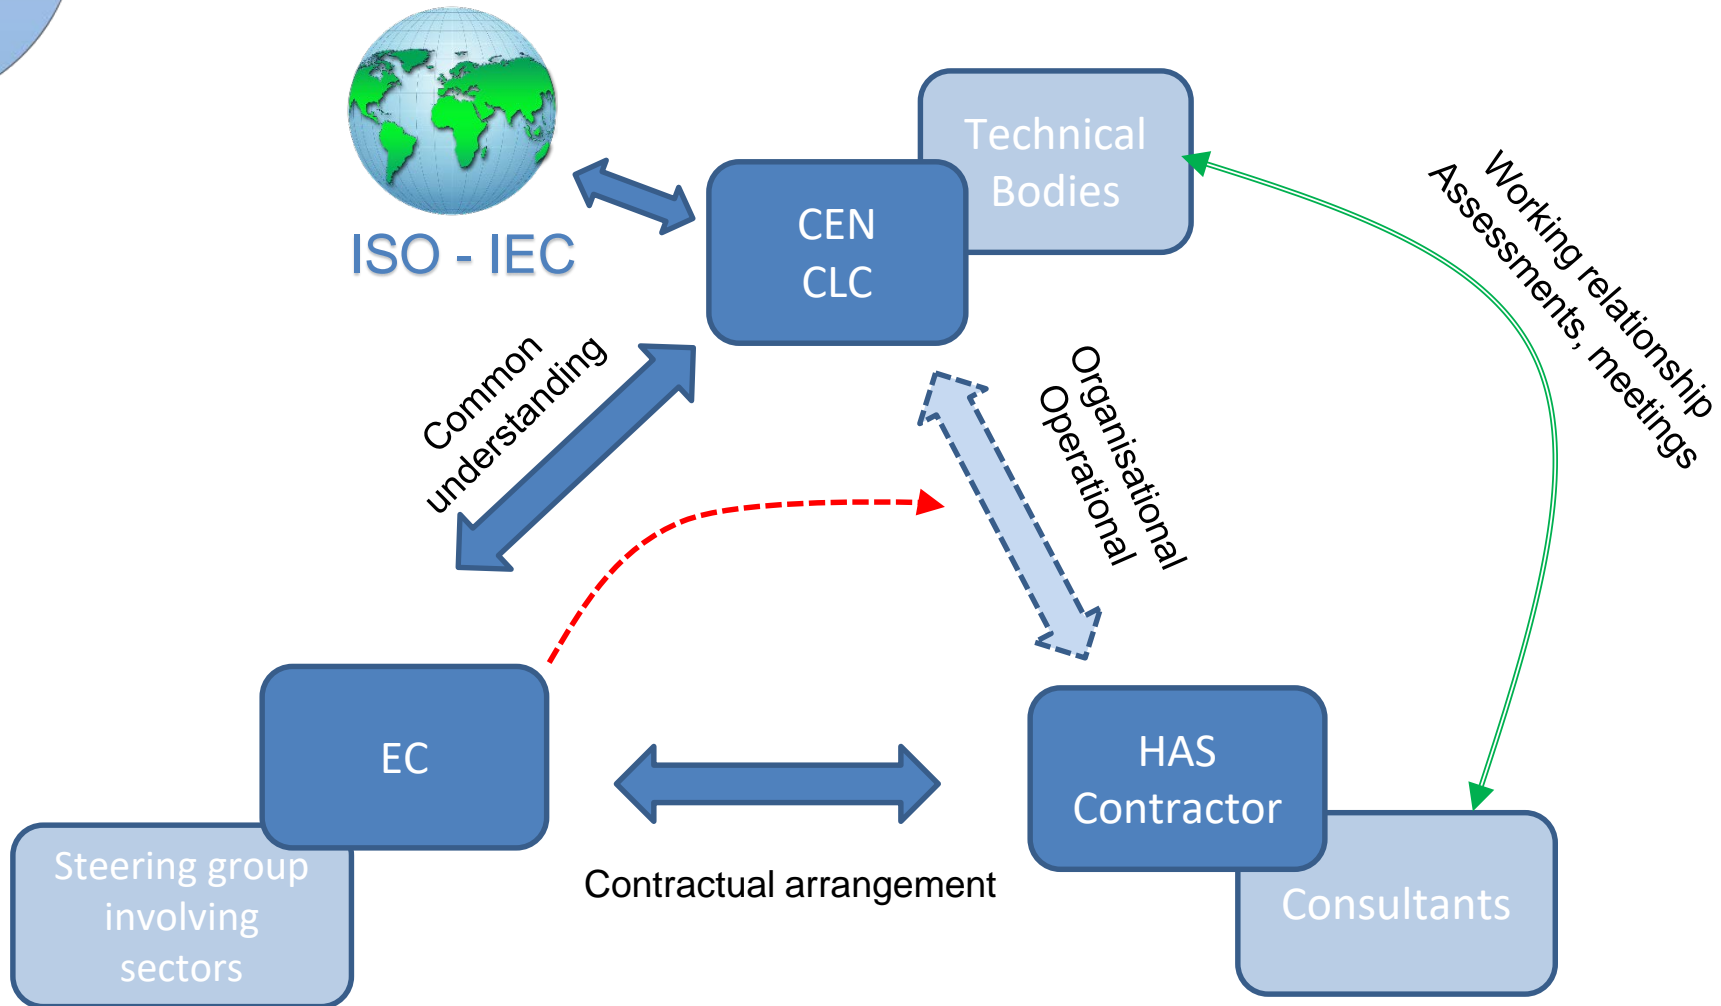 ISO - IEC
Technical
Bodies
CEN
CLC
Working relationship
Assessments, meetings
Common
understanding
Organisational
Operational
EC
HAS
Contractor
Steering group
involving
sectors
Contractual arrangement
Consultants